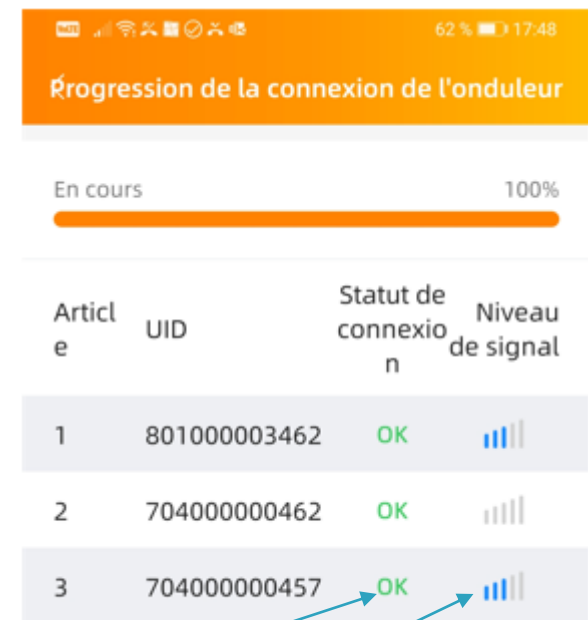 62 % 17:48
Progression de la connexion de l'onduleur
En cours 100%
Articl
e
UID
Statut de
connexio
n
Niveau
de signal
1 801000003462 OK
2 704000000462 OK
3 704000000457 OK